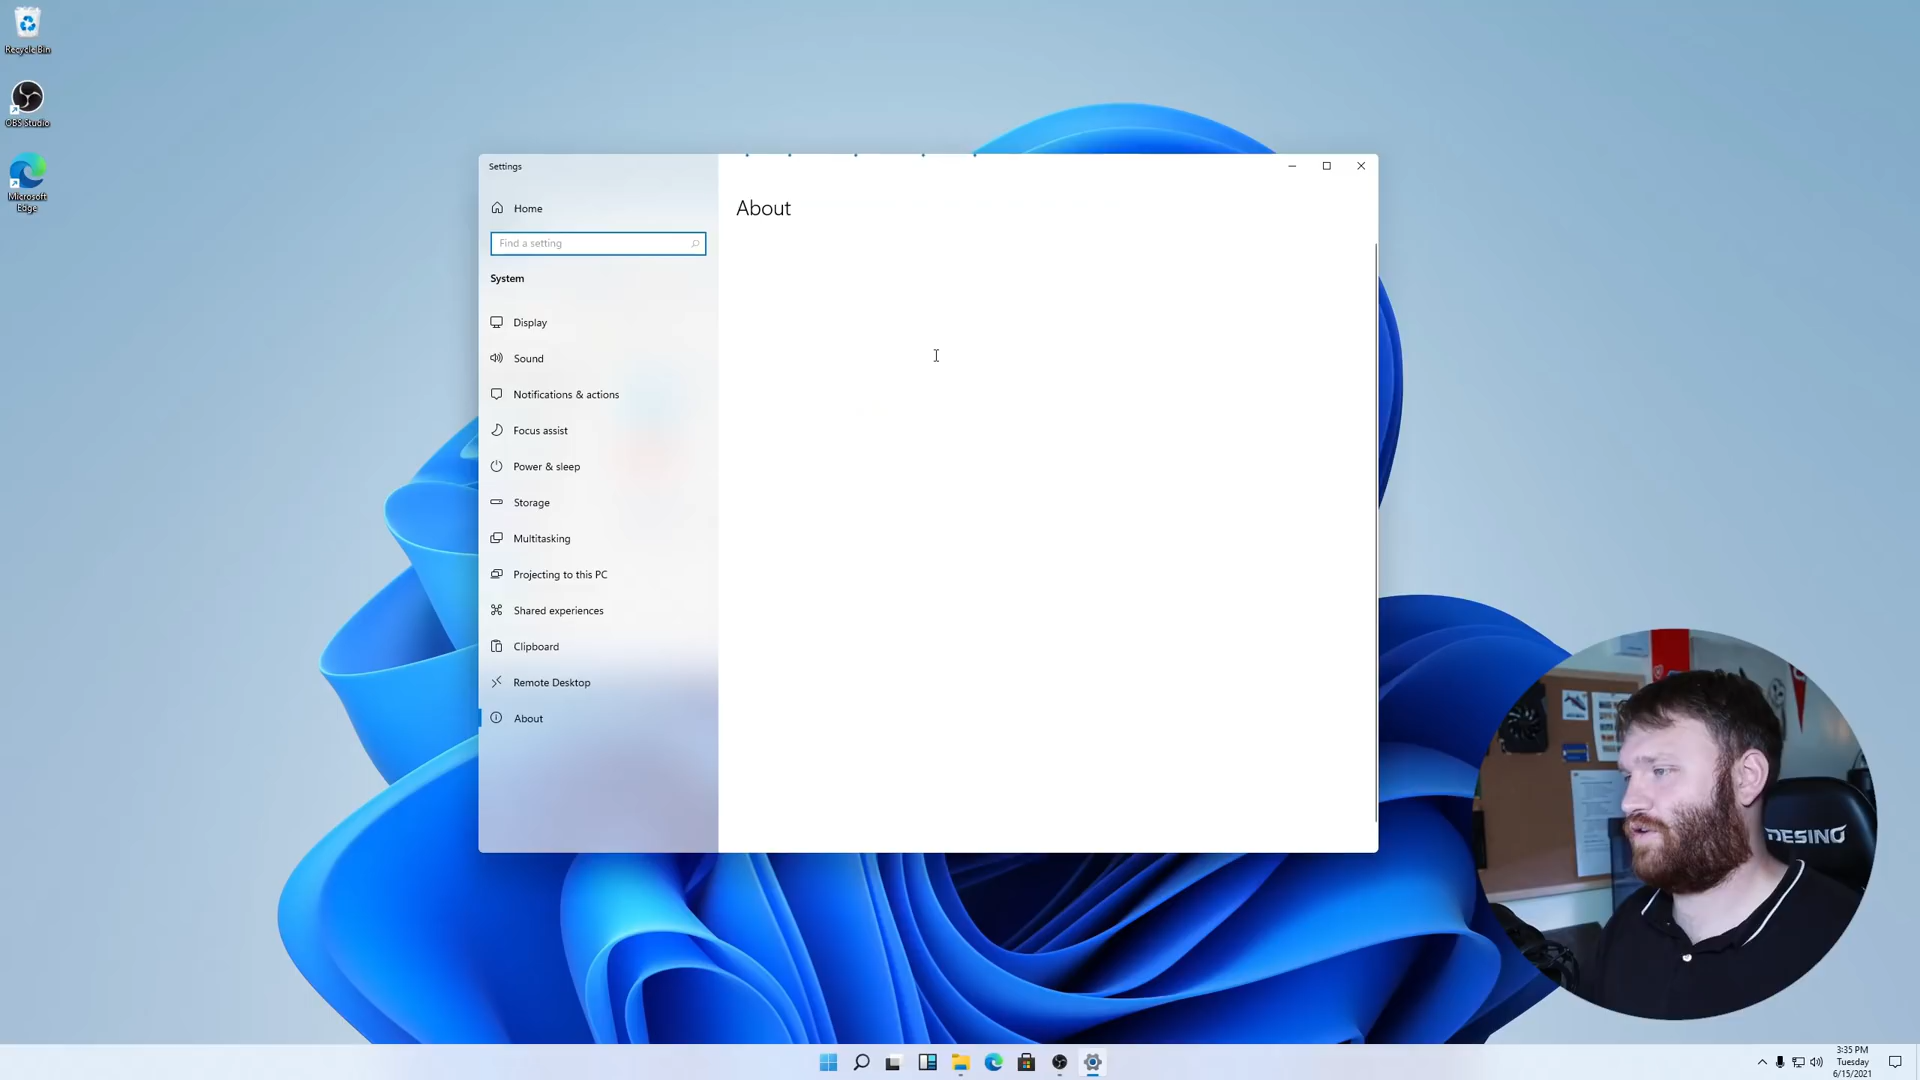 Recycle Bin
OBS Studio
Microsoft
Edge
Settings
Home
Find a setting
System
Display
Sound
Notifications & actions
Focus assist
Power & sleep
Storage
Multitasking
Projecting to this PC
Shared experiences
Clipboard
Remote Desktop
About
About
DESINO
3:35 PM
Tuesday
6/15/2021